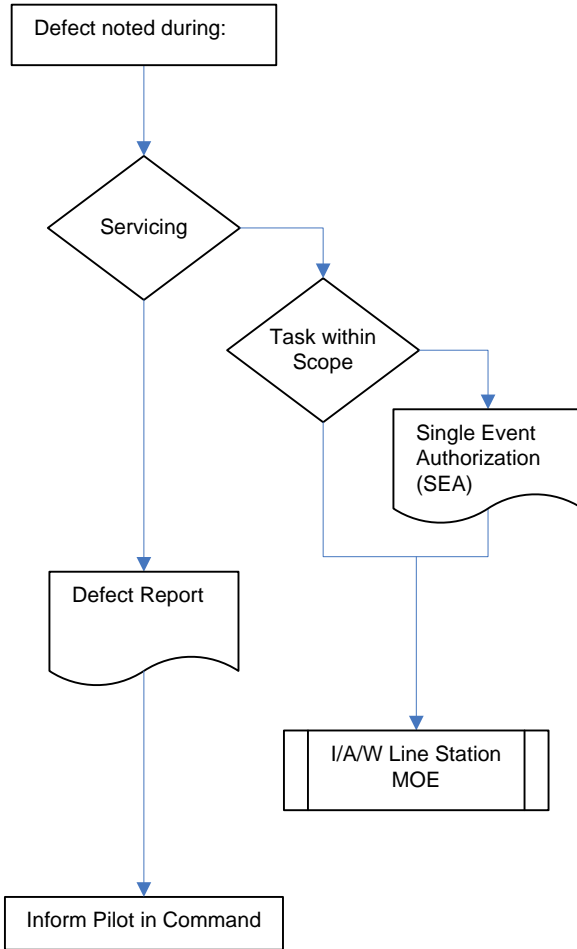 Defect noted during:
Servicing
Task within
Scope
Single Event
Authorization
(SEA)
Defect Report
I/A/W Line Station
MOE
Inform Pilot in Command